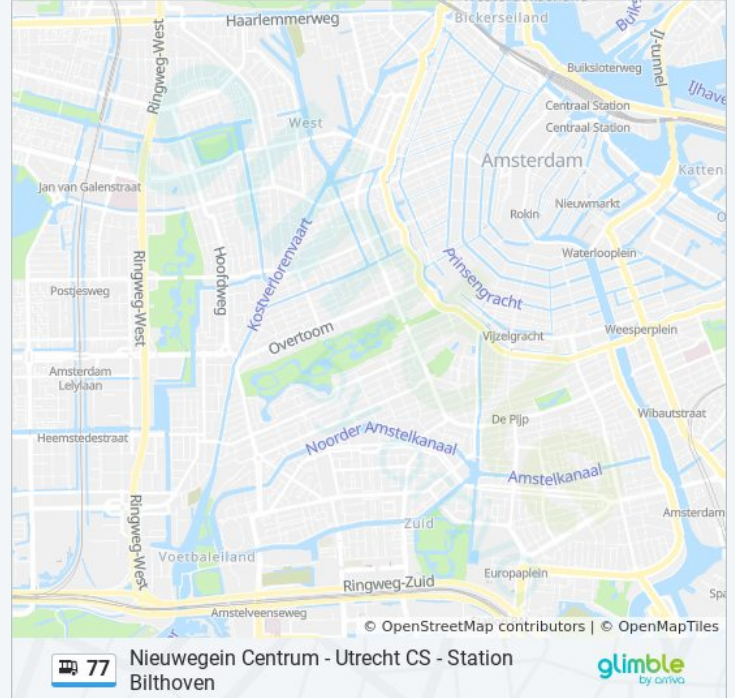 Haarlemmerweg
Bickerseiland
Ringweg-West
IJ-tunnel
Buiksloterweg
Centraal Station
Centraal Station
West
Amsterdam
Jan van Galenstraat
Nieuwmarkt
Rokin
Waterlooplein
Hoofdweg
Kostverlorenvaart
Prinsengracht
Ringweg-West
Postjesweg
Overtoom
Vijzelgracht
Weesperplein
Amsterdam
Lelylaan
De Pijp
Wibautstraat
Heemstedestraat
Noorder Amstelkanaal
Amstelkanaal
Ringweg-West
Zuid
Amsterdam
Voetbaleiland
Europaplein
Ringweg-Zuid
Amstelveenseweg
© OpenStreetMap contributors | © OpenMapTiles
77 Nieuwegein Centrum - Utrecht CS - Station
Bilthoven
glimble
by arriva